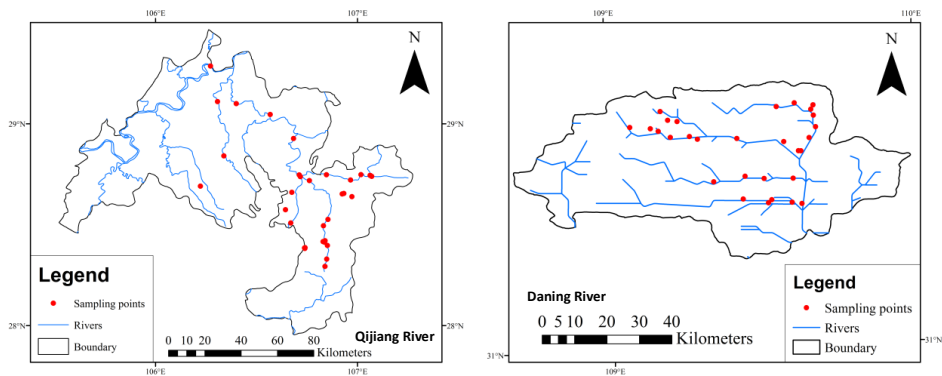 106°E 107°E
N
29°N 29°N
Legend
Sampling points
Rivers
Boundary
28°N 28°N
Qijiang River
0 10 20 40 60 80
Kilometers
106°E 107°E
109°E 110°E
N
Daning River
0 5 10 20 30 40
Kilometers
Legend
Sampling points
Rivers
Boundary
31°N 31°N
109°E